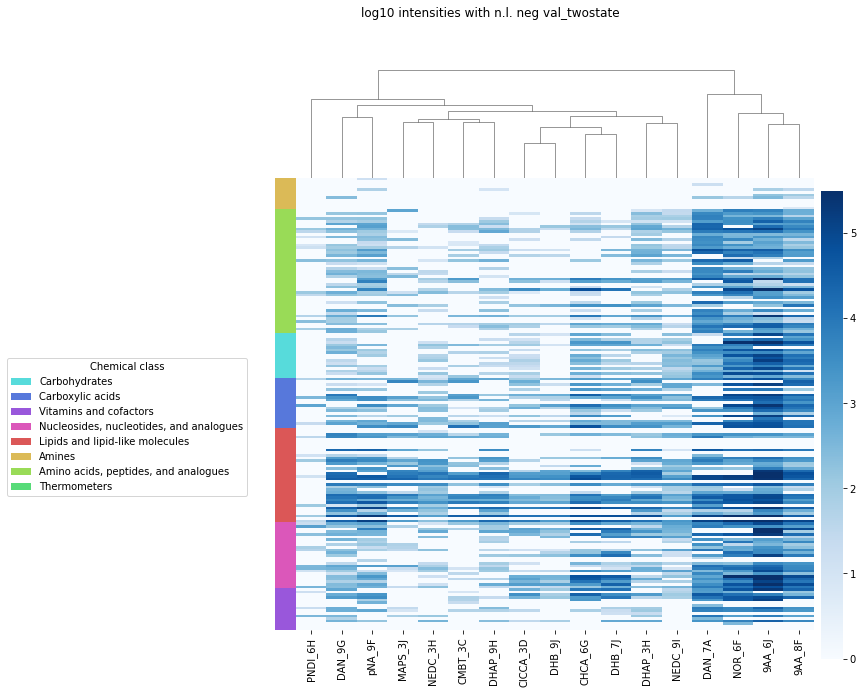 log10 intensities with n.l. neg val_twostate
Chemical class
Carbohydrates
Carboxylic acids
Vitamins and cofactors
Nucleosides, nucleotides, and analogues
Lipids and lipid-like molecules
Amines
Amino acids, peptides, and analogues
Thermometers
5
4
3
2
1
0
PNDI_6H
DAN_9G
pNA_9F
MAPS_3J
NEDC_3H
CMBT_3C
DHAP_9H
ClCCA_3D
DHB_9J
CHCA_6G
DHB_7J
DHAP_3H
NEDC_9I
DAN_7A
NOR_6F
9AA_6J
9AA_8F